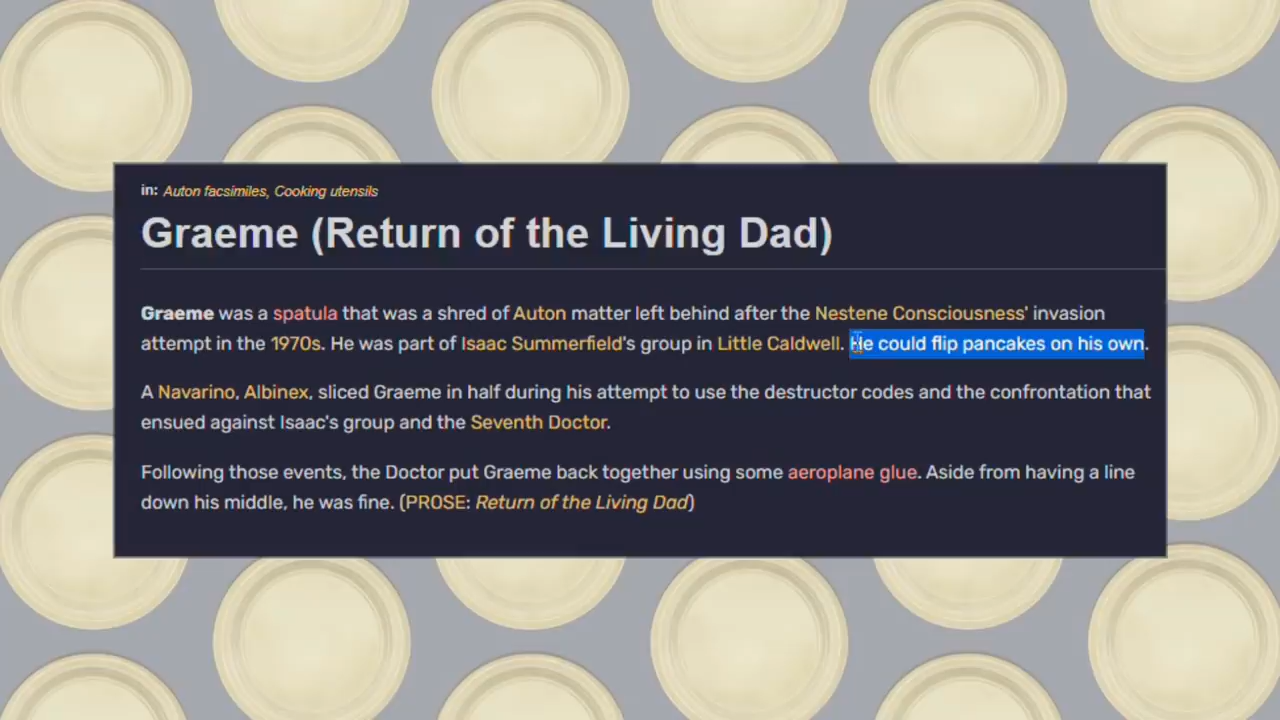 in: Auton facsimiles, Cooking utensils
Graeme (Return of the Living Dad)
Graeme was a spatula that was a shred of Auton matter left behind after the Nestene Consciousness' invasion
attempt in the 1970s. He was part of Isaac Summerfield's group in Little Caldwell. He could flip pancakes on his own.
A Navarino, Albinex, sliced Graeme in half during his attempt to use the destructor codes and the confrontation that
ensued against Isaac's group and the Seventh Doctor.
Following those events, the Doctor put Graeme back together using some aeroplane glue. Aside from having a line
down his middle, he was fine. (PROSE: Return of the Living Dad)